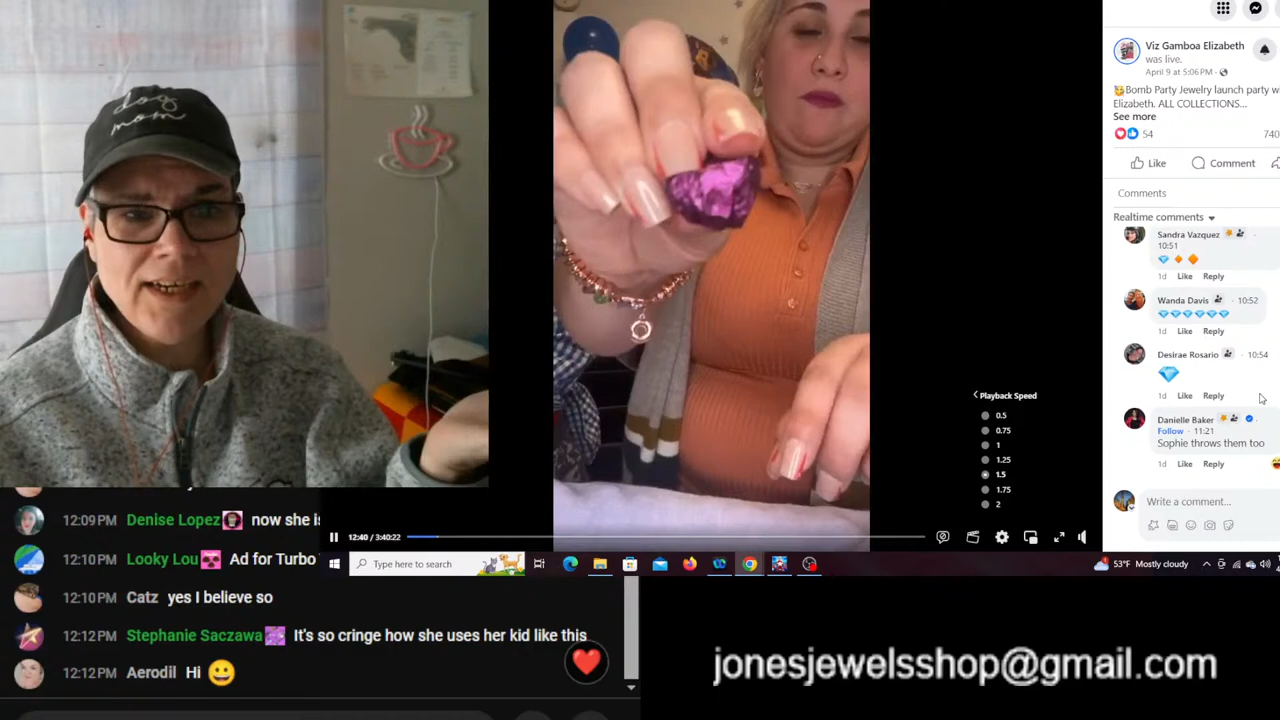 dog
mom
Viz Gamboa Elizabeth
was live.
April 9 at 5:06PM
Bomb Party Jewelry launch party w
Elizabeth. ALL COLLECTIONS...
See more
54
740
Like
Comment
Comments
Realtime comments
Sandra Vazquez
10:51
1d Like Reply
Wanda Davis · 10:52
1d Like Reply
Desirae Rosario · 10:54
1d Like Reply
Danielle Baker
Follow · 11:21
Sophie throws them too
1d Like Reply
Write a comment...
Playback Speed
0.5
0.75
1
1.25
1.5
1.75
2
12:40 / 3:40:22
Type here to search
53°F Mostly cloudy
12:09PM Denise Lopez now she is
12:10PM Looky Lou Ad for Turbo
12:10PM Catz yes I believe so
12:12PM Stephanie Saczawa It's so cringe how she uses her kid like this
12:12PM Aerodil Hi
jonesjewelsshop@gmail.com